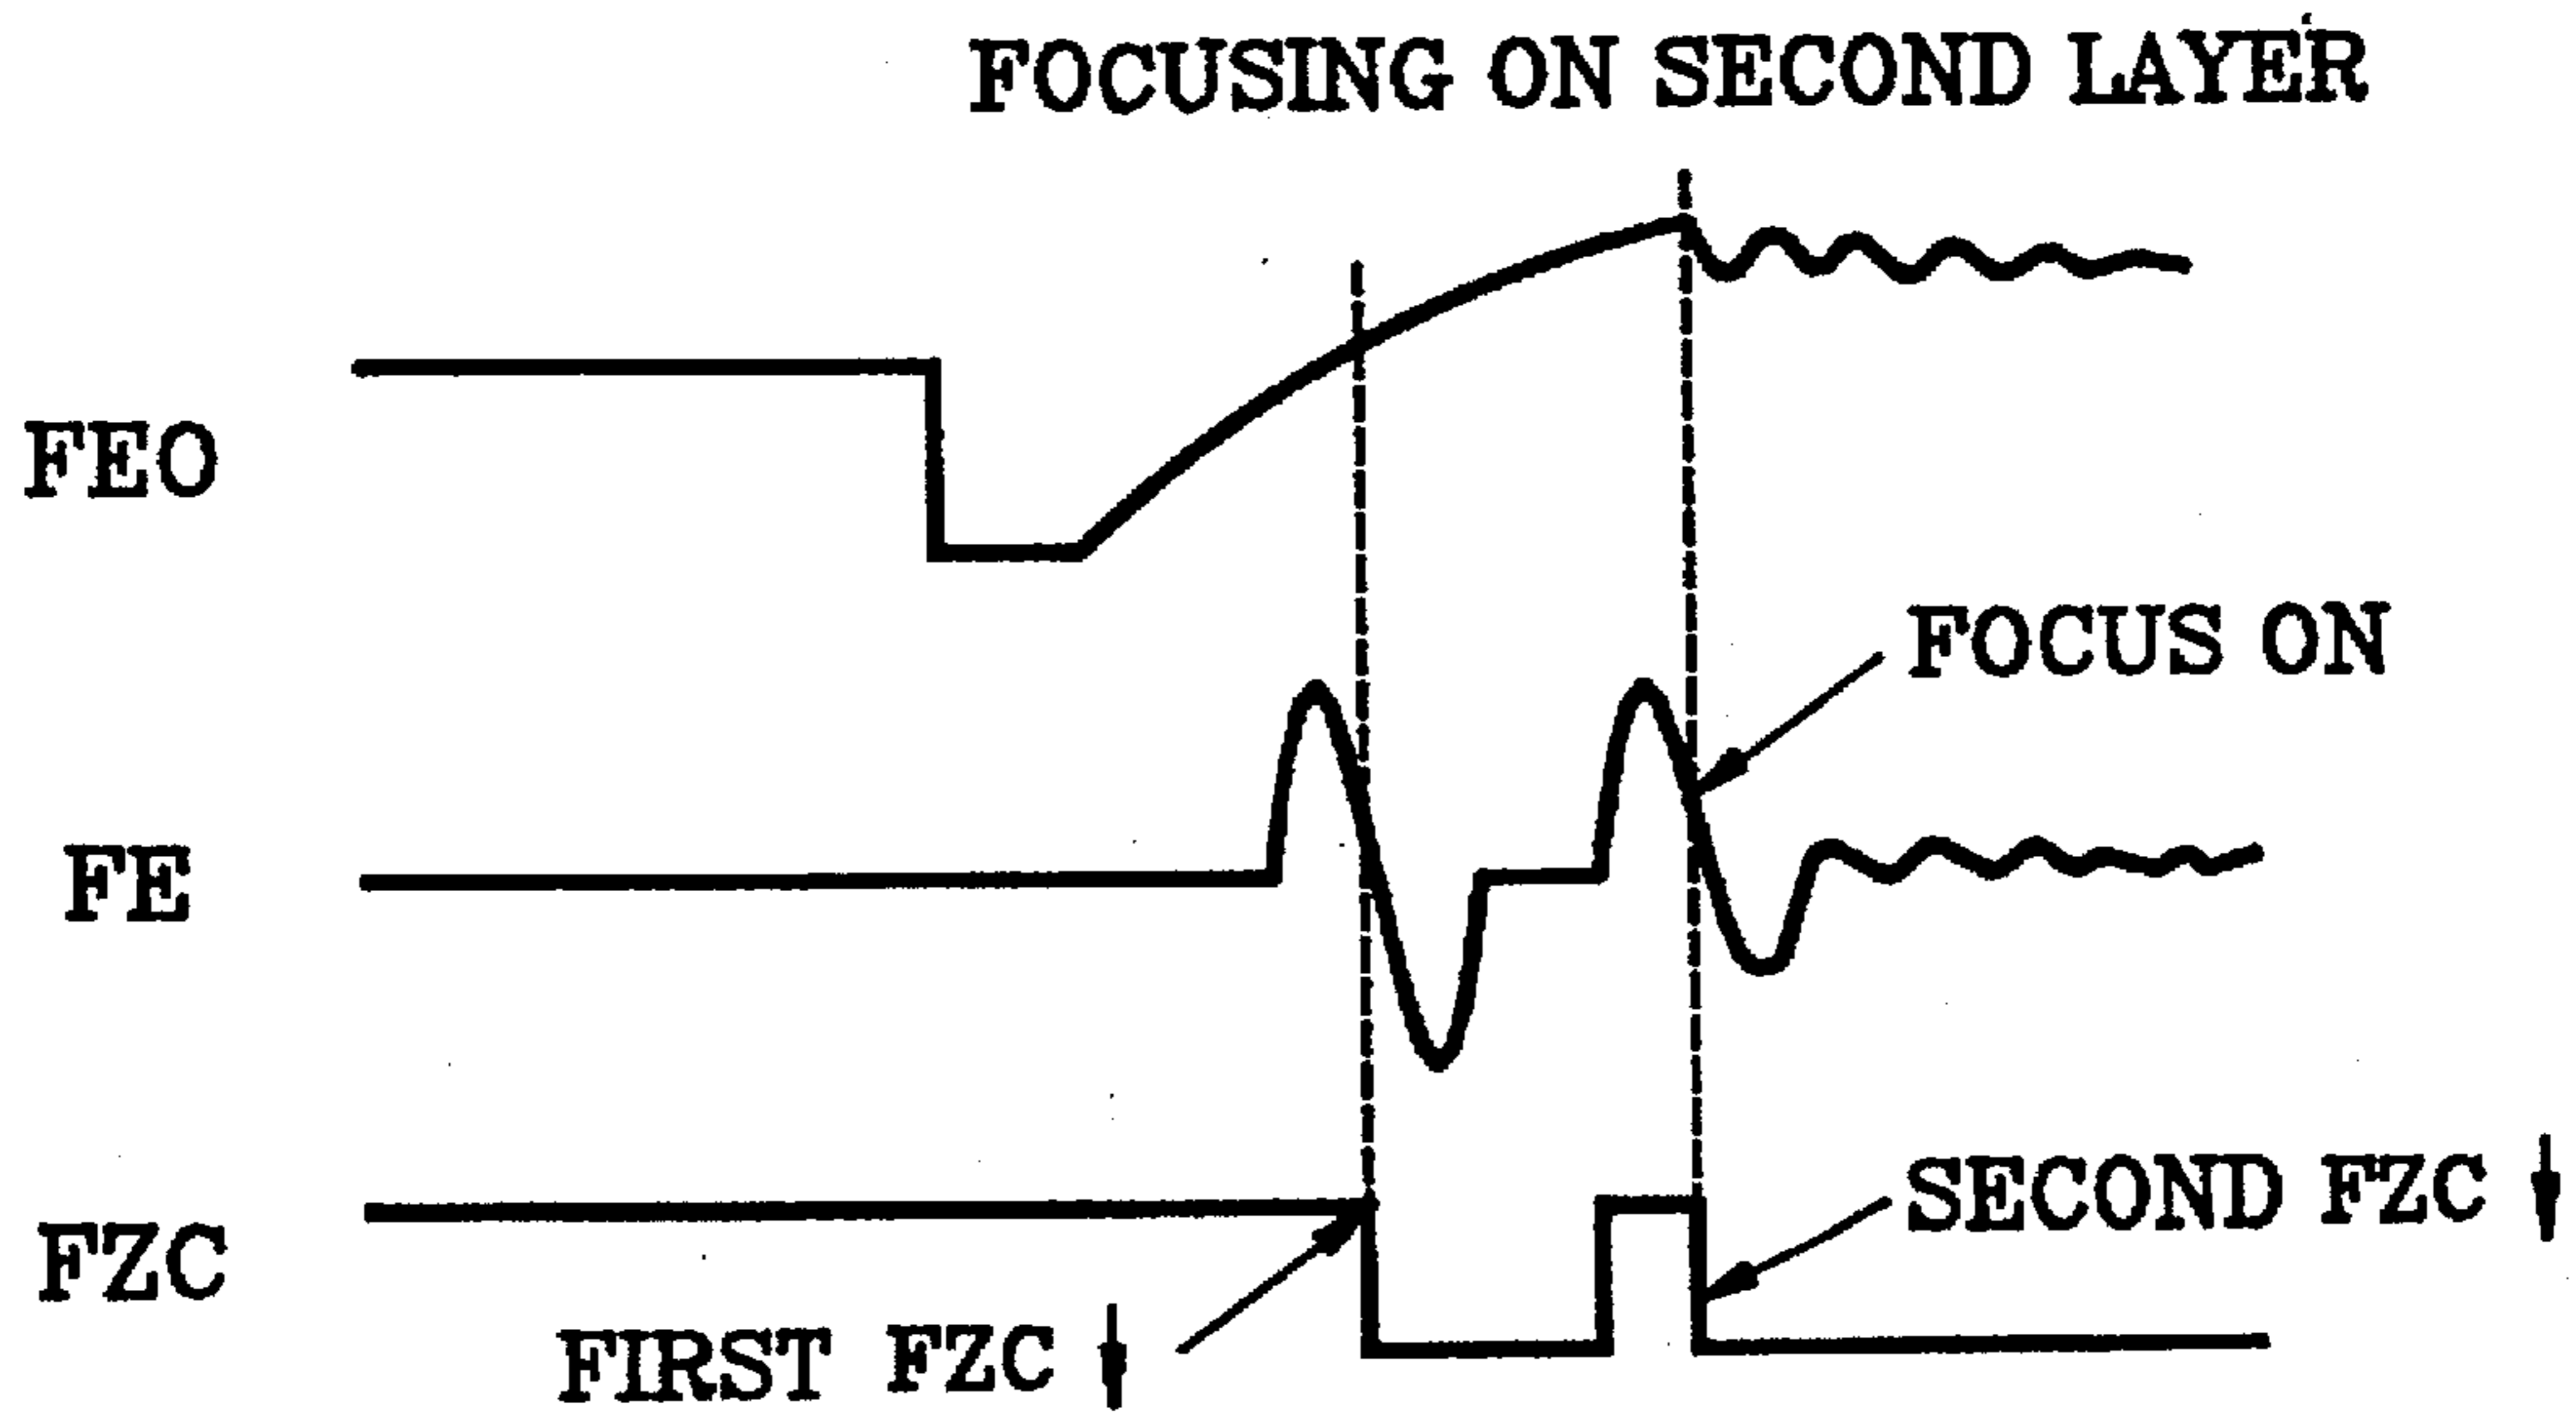 FOCUSING ON SECOND LAYER
FEO
FOCUS ON
FE
SECOND FZC ↓
FZC
FIRST FZC ↓